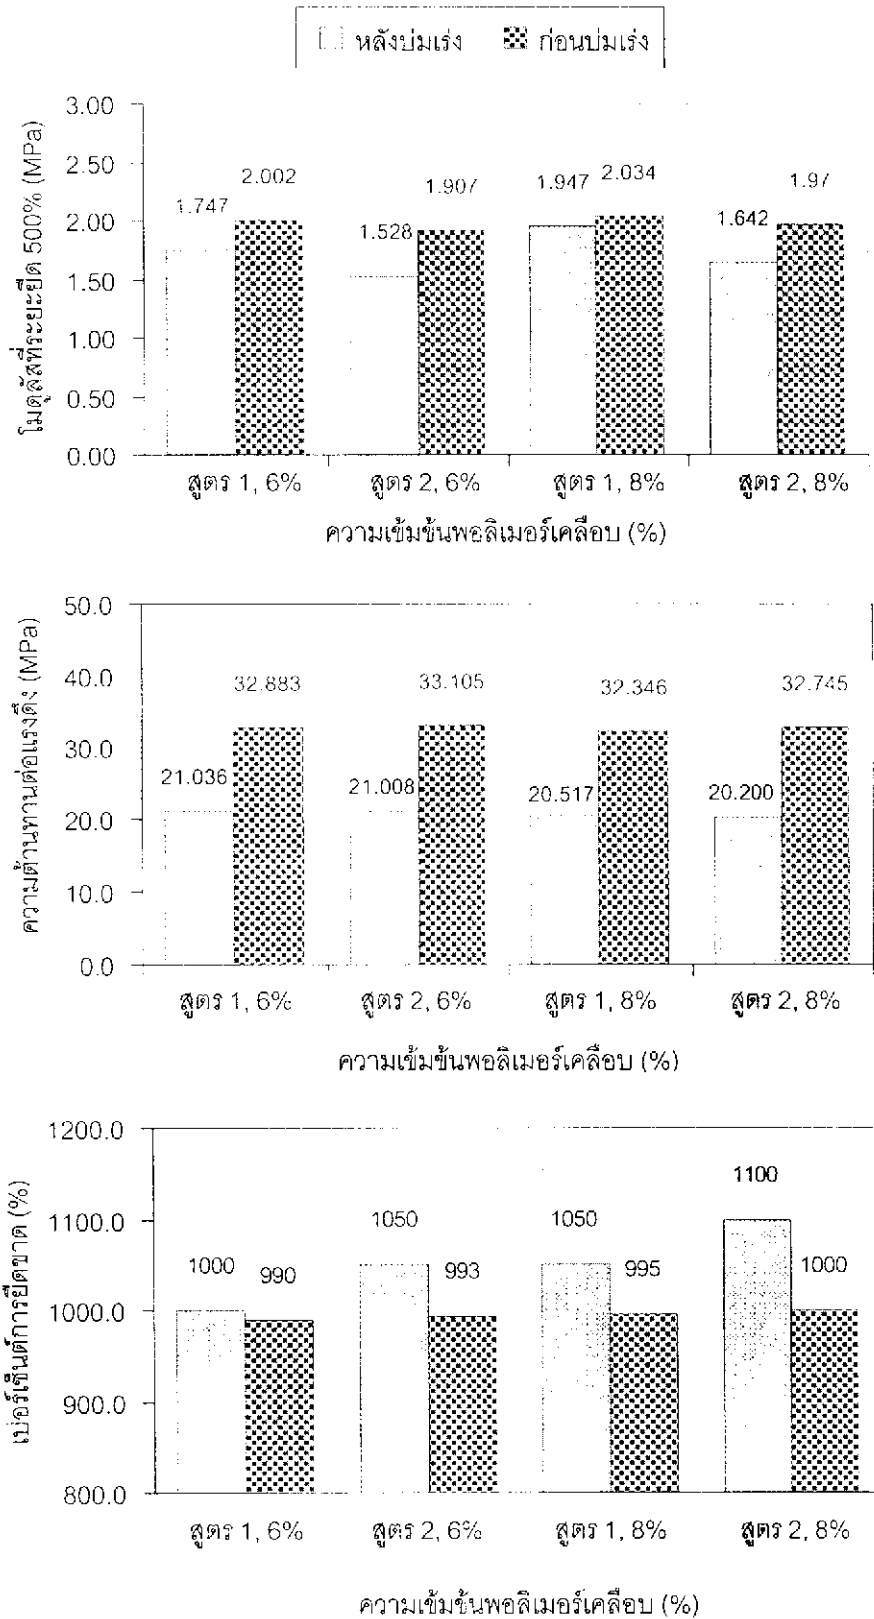 หลังบ่มเร่ง ก่อนบ่มเร่ง
โมดูลัสที่ระยะยืด 500% (MPa)
3.00
2.50
2.00
1.50
1.00
0.50
0.00
1.747 2.002 1.528 1.907 1.947 2.034 1.642 1.97
สูตร 1, 6% สูตร 2, 6% สูตร 1, 8% สูตร 2, 8%
ความเข้มข้นพอลิเมอร์เคลือบ (%)
ความต้านทานต่อแรงดึง (MPa)
50.0
40.0
30.0
20.0
10.0
0.0
21.036 32.883 21.008 33.105 20.517 32.346 20.200 32.745
สูตร 1, 6% สูตร 2, 6% สูตร 1, 8% สูตร 2, 8%
ความเข้มข้นพอลิเมอร์เคลือบ (%)
เปอร์เซ็นต์การยืดขาด (%)
1200.0
1100.0
1000.0
900.0
800.0
1000 990 1050 993 1050 995 1100 1000
สูตร 1, 6% สูตร 2, 6% สูตร 1, 8% สูตร 2, 8%
ความเข้มข้นพอลิเมอร์เคลือบ (%)